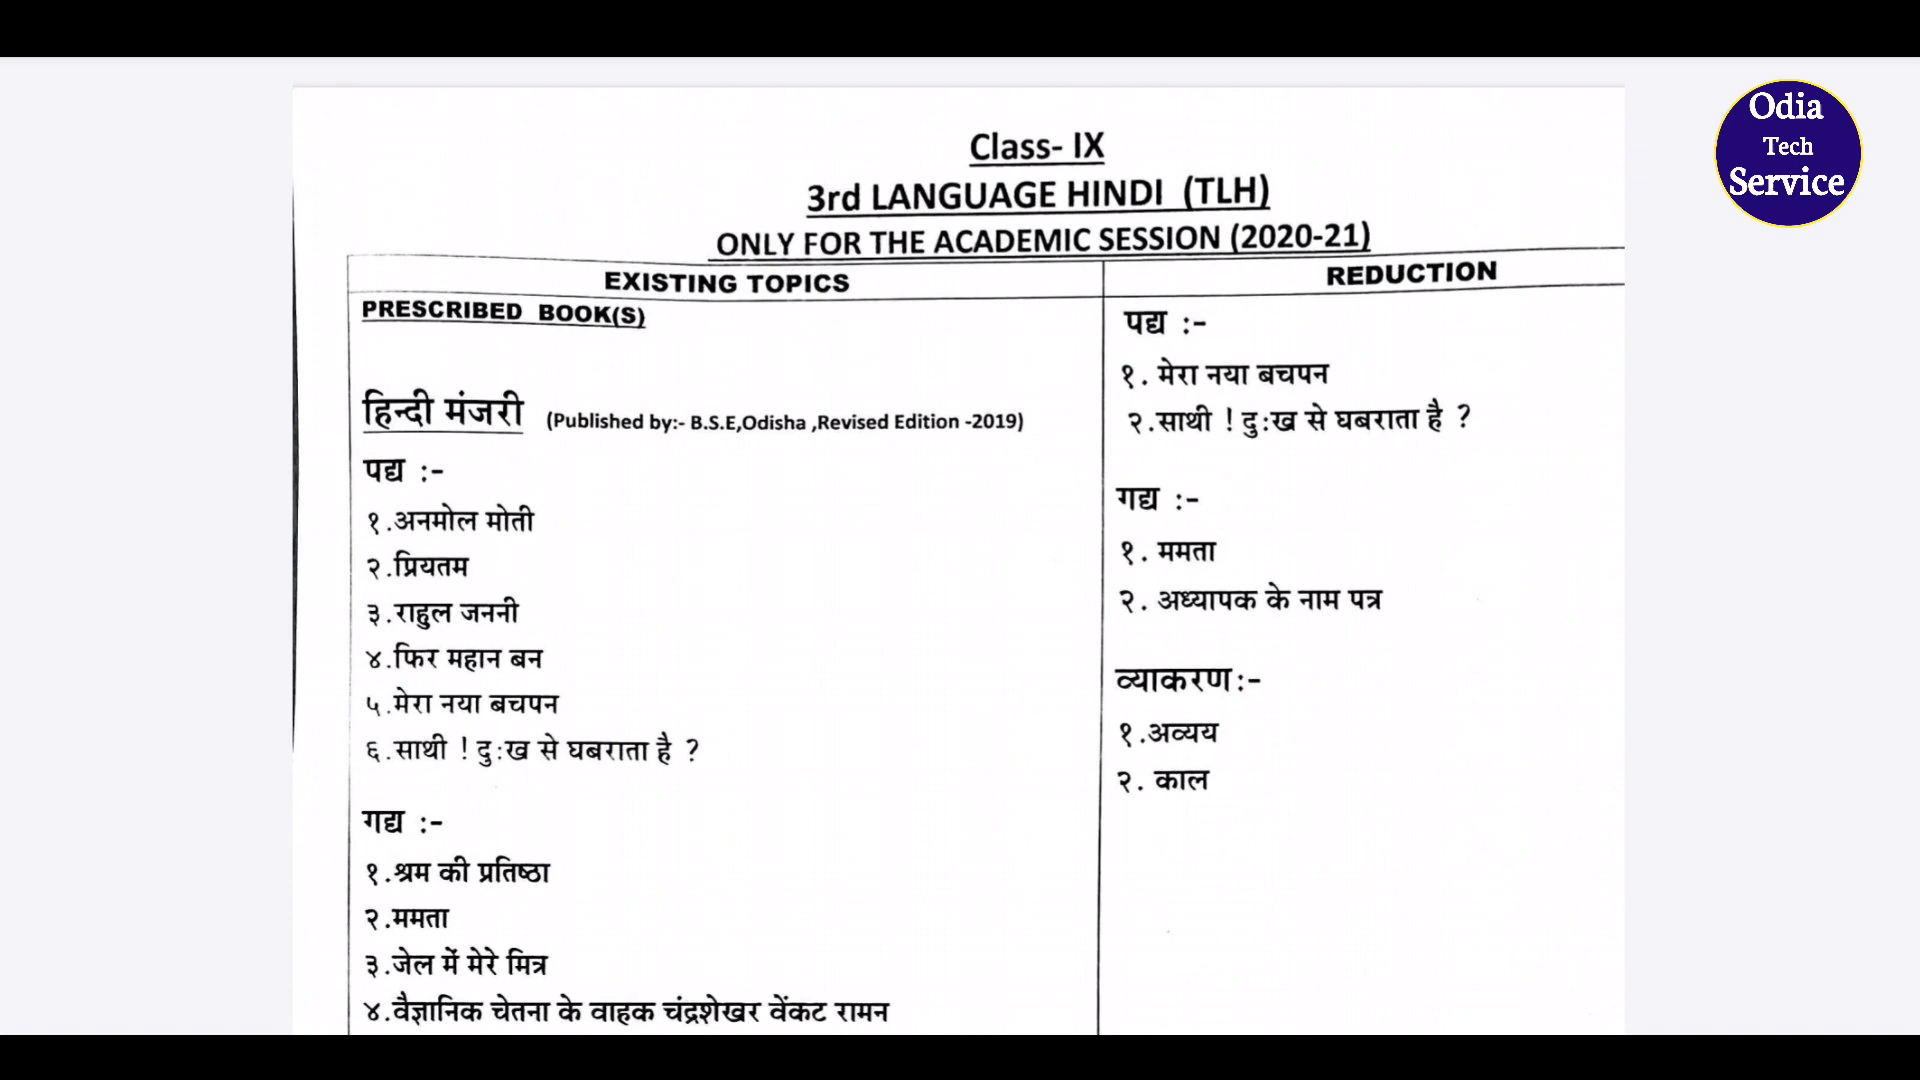 Class- IX
3rd LANGUAGE HINDI (TLH)
ONLY FOR THE ACADEMIC SESSION (2020-21)
EXISTING TOPICS
PRESCRIBED BOOK(S)
हिन्दी मंजरी (Published by:- B.S.E,Odisha ,Revised Edition -2019)
पद्य :-
१.अनमोल मोती
२.प्रियतम
३.राहुल जननी
४.फिर महान बन
५.मेरा नया बचपन
६.साथी ! दु:ख से घबराता है ?
गद्य :-
१.श्रम की प्रतिष्ठा
२.ममता
३.जेल में मेरे मित्र
४.वैज्ञानिक चेतना के वाहक चंद्रशेखर वेंकट रामन
REDUCTION
पद्य :-
१. मेरा नया बचपन
२.साथी ! दु:ख से घबराता है ?
गद्य :-
१. ममता
२. अध्यापक के नाम पत्र
व्याकरण:-
१.अव्यय
२. काल
Odia
Tech
Service